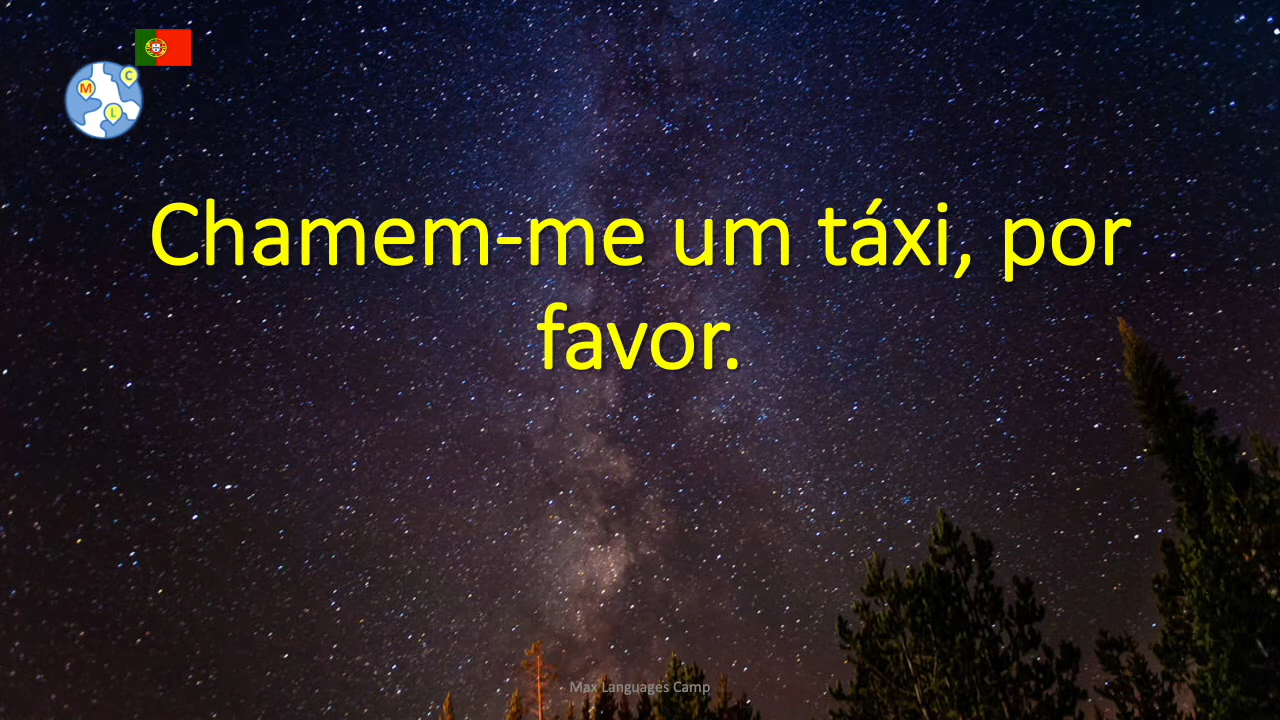 C
M
L
Chamem-me um táxi, por
favor.
Max Languages Camp